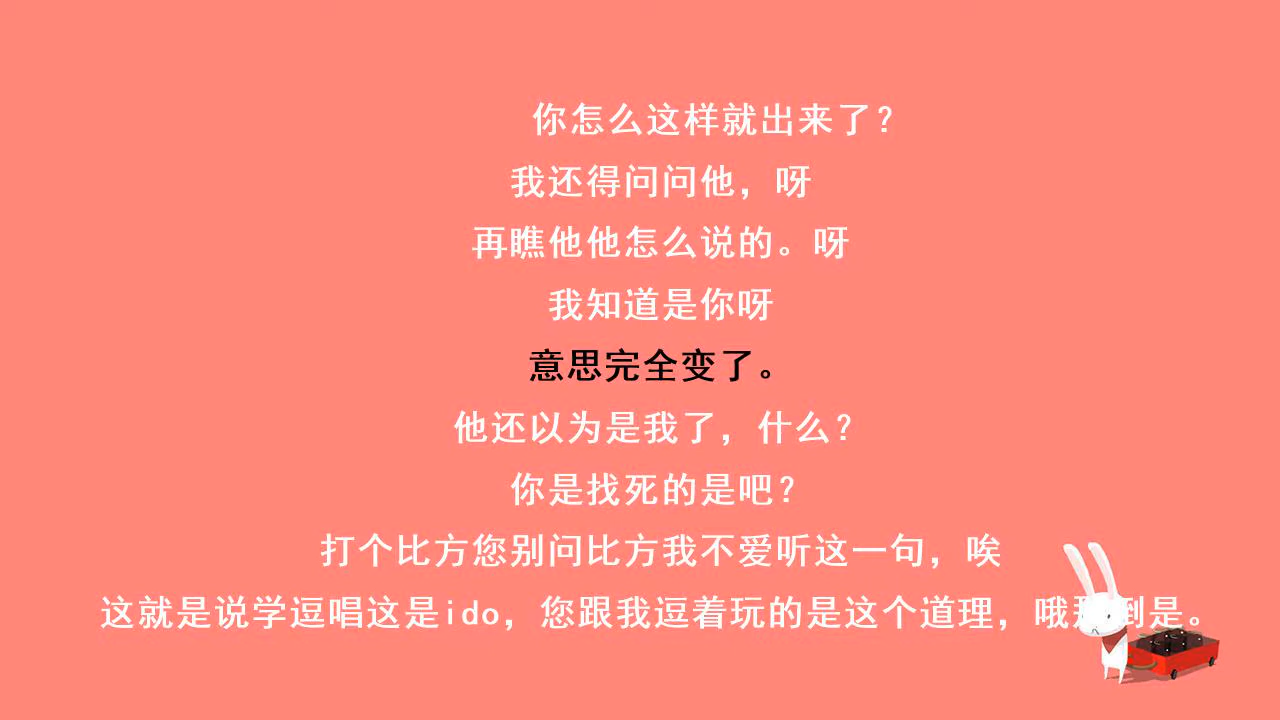 你怎么这样就出来了？
我还得问问他，呀
再瞧他他怎么说的。呀
我知道是你呀
意思完全变了。
他还以为是我了，什么？
你是找死的是吧？
打个比方您别问比方我不爱听这一句，唉
这就是说学逗唱这是ido，您跟我逗着玩的是这个道理，哦那倒是。